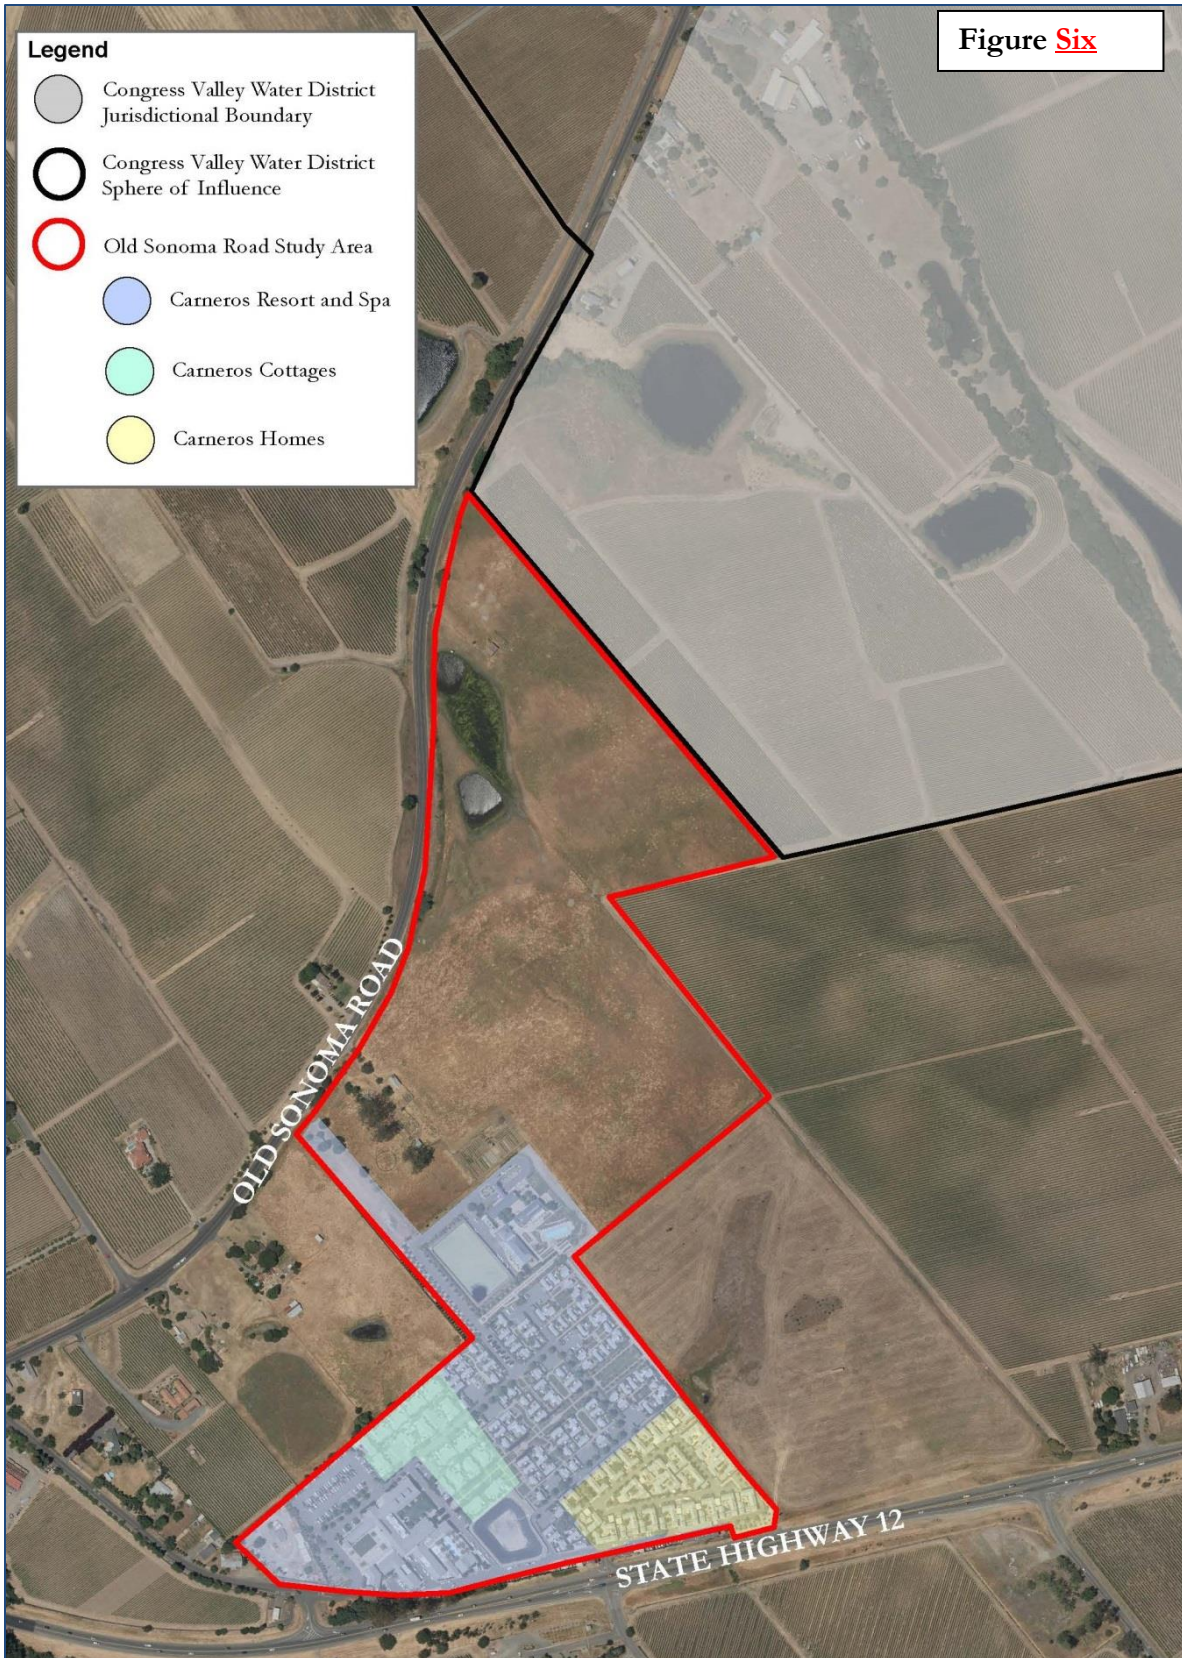 Figure Six
Legend
Congress Valley Water District
Jurisdictional Boundary
Congress Valley Water District
Sphere of Influence
Old Sonoma Road Study Area
Carneros Resort and Spa
Carneros Cottages
Carneros Homes
OLD SONOMA ROAD
STATE HIGHWAY 12